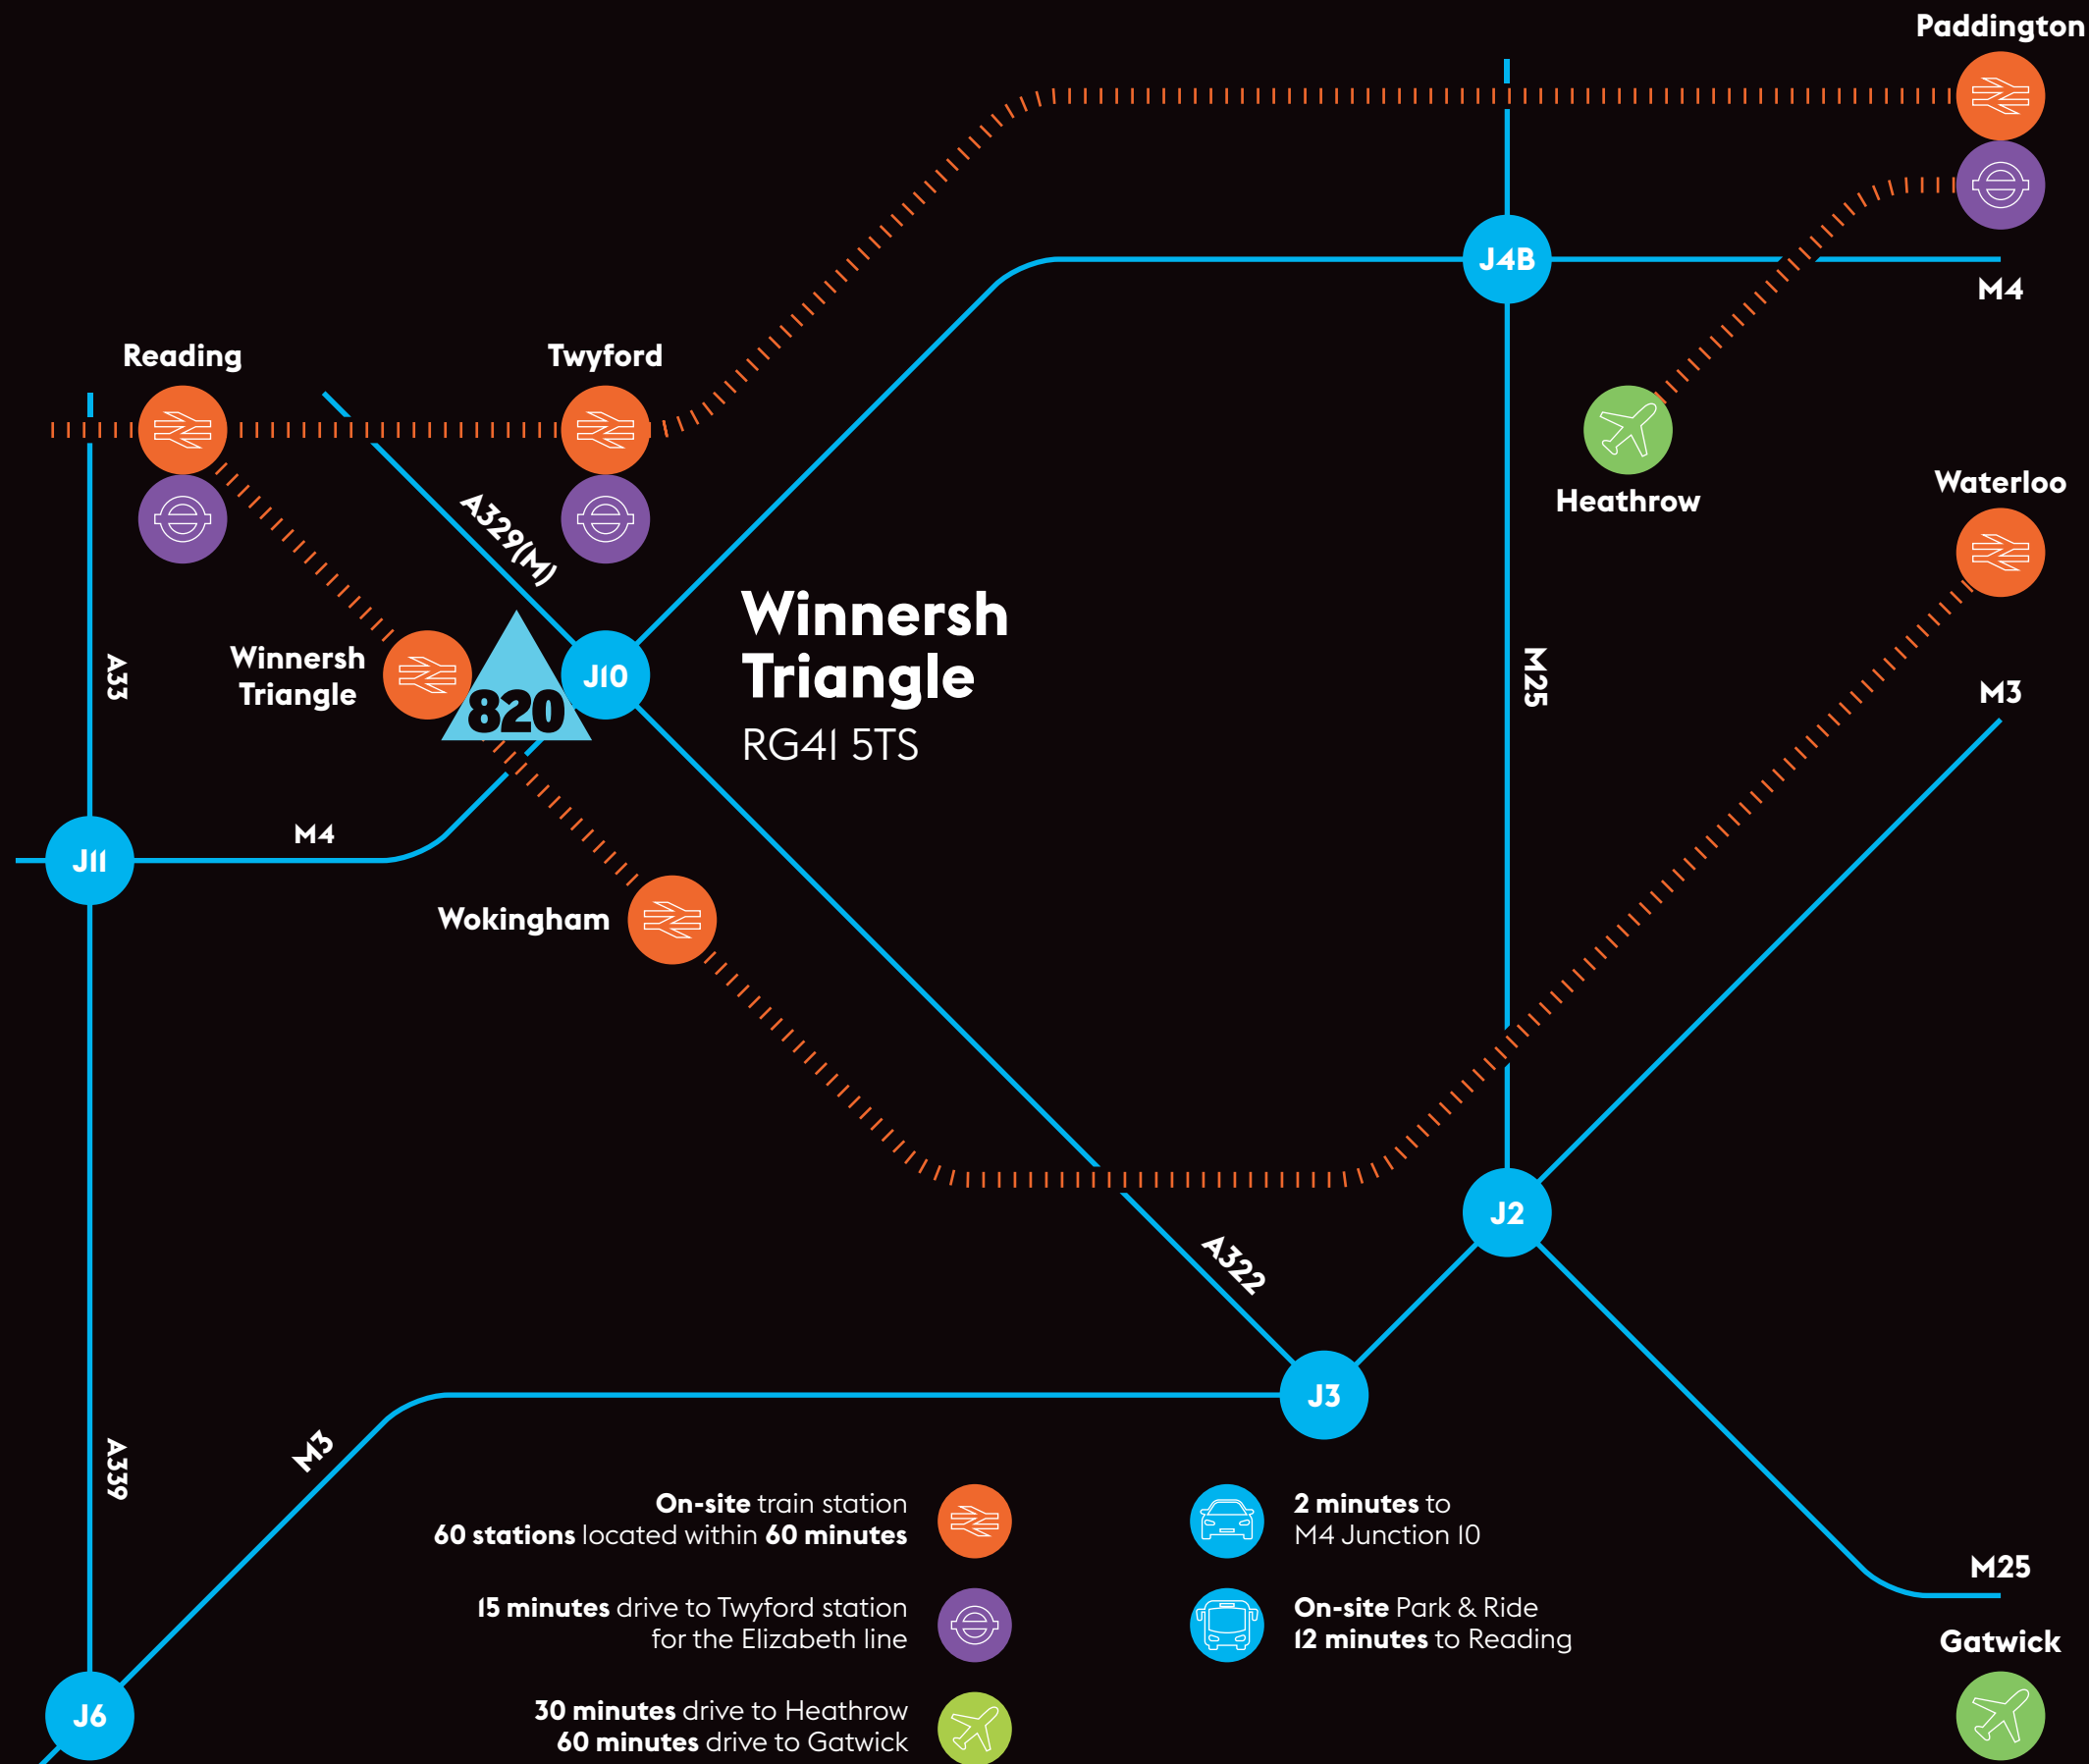 Paddington
J4B
M4
Reading
Twyford
Heathrow
Waterloo
A329(M)
Winnersh
Triangle
RG41 5TS
Winnersh
Triangle
820
J10
A33
M25
M3
M4
J11
Wokingham
J2
A322
J3
A339
M3
On-site train station
60 stations located within 60 minutes
2 minutes to
M4 Junction 10
15 minutes drive to Twyford station
for the Elizabeth line
On-site Park & Ride
12 minutes to Reading
M25
Gatwick
J6
30 minutes drive to Heathrow
60 minutes drive to Gatwick